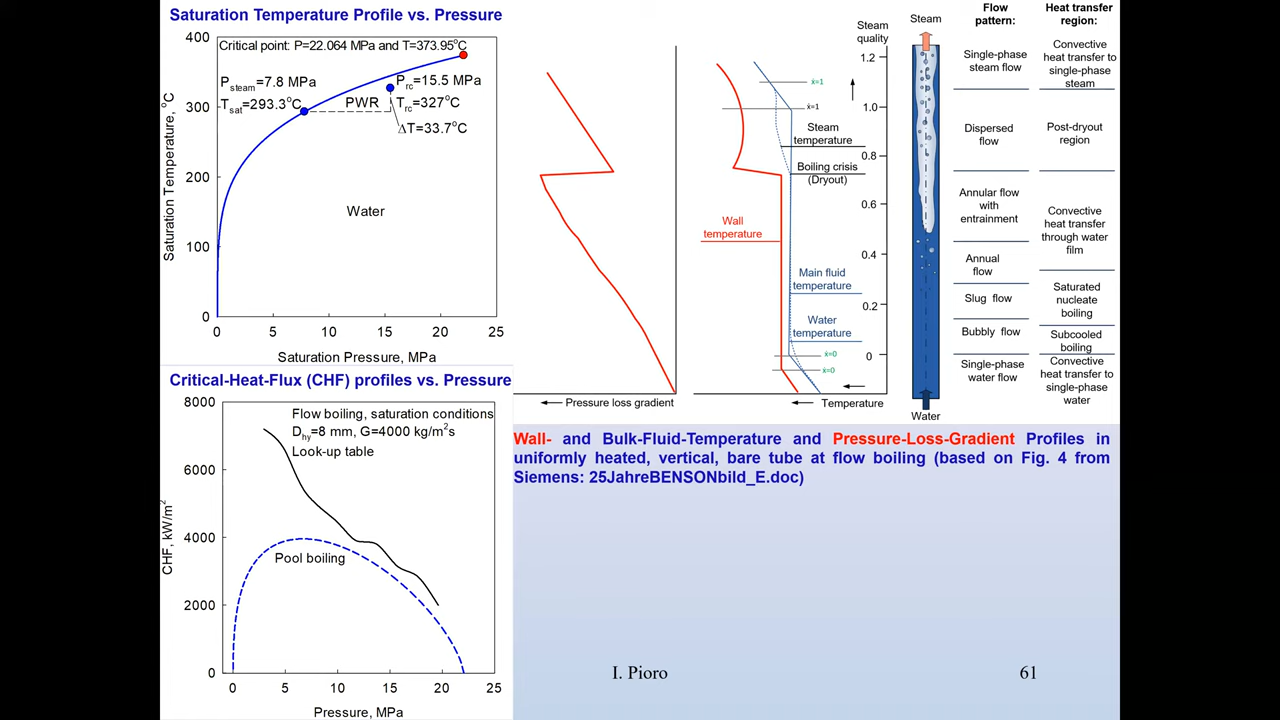 Saturation Temperature Profile vs. Pressure
400
300
200
100
0
Saturation Temperature, °C
Critical point: P=22.064 MPa and T=373.95°C
Psteam=7.8 MPa
Tsat=293.3°C
PWR
Prc=15.5 MPa
Trc=327°C
ΔT=33.7°C
Water
0 5 10 15 20 25
Saturation Pressure, MPa
Critical-Heat-Flux (CHF) profiles vs. Pressure
8000
6000
4000
2000
0
CHF, kW/m²
Flow boiling, saturation conditions
Dhy=8 mm, G=4000 kg/m²s
Look-up table
Pool boiling
0 5 10 15 20 25
Pressure, MPa
Pressure loss gradient
Wall
temperature
ẋ=1
ẋ=1
Steam
temperature
Boiling crisis
(Dryout)
Main fluid
temperature
Water
temperature
ẋ=0
ẋ=0
Temperature
Steam
quality
1.2
1.0
0.8
0.6
0.4
0.2
0
Steam
Water
Flow
pattern:
Single-phase
steam flow
Dispersed
flow
Annular flow
with
entrainment
Annual
flow
Slug flow
Bubbly flow
Single-phase
water flow
Heat transfer
region:
Convective
heat transfer to
single-phase
steam
Post-dryout
region
Convective
heat transfer
through water
film
Saturated
nucleate
boiling
Subcooled
boiling
Convective
heat transfer to
single-phase
water
Wall- and Bulk-Fluid-Temperature and Pressure-Loss-Gradient Profiles in
uniformly heated, vertical, bare tube at flow boiling (based on Fig. 4 from
Siemens: 25JahreBENSONbild_E.doc)
I. Pioro
61